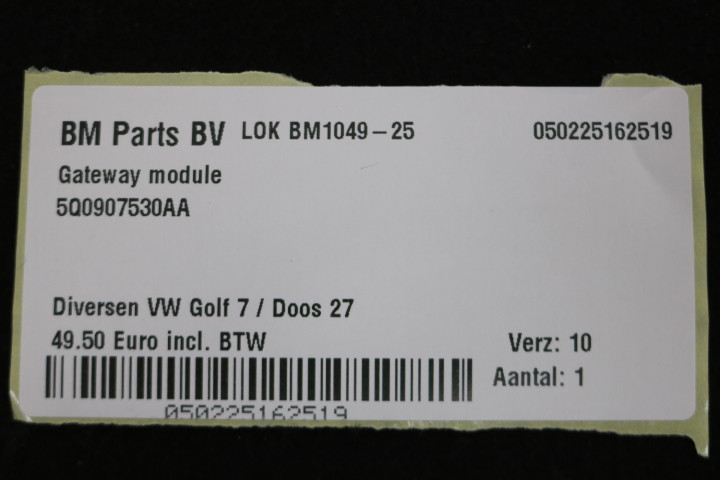 BM Parts BV LOK BM1049-25 050225162519
Gateway module
5Q0907530AA
Diversen VW Golf 7 / Doos 27
49.50 Euro incl. BTW Verz: 10
Aantal: 1
050225162519